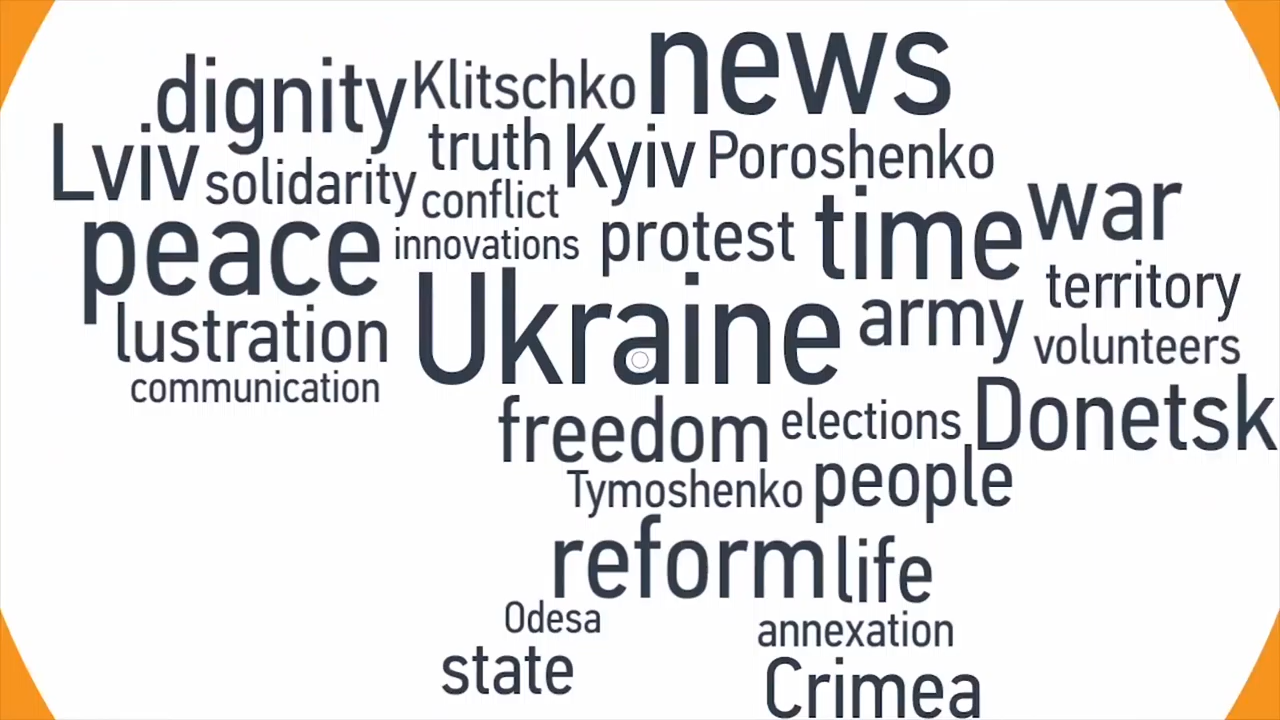 news
dignity Klitschko
Lviv solidarity truth Kyiv Poroshenko
conflict
peace innovations protest time war
territory
lustration Ukraine army volunteers
communication
freedom elections Donetsk
Tymoshenko people
reform life
Odesa annexation
state Crimea